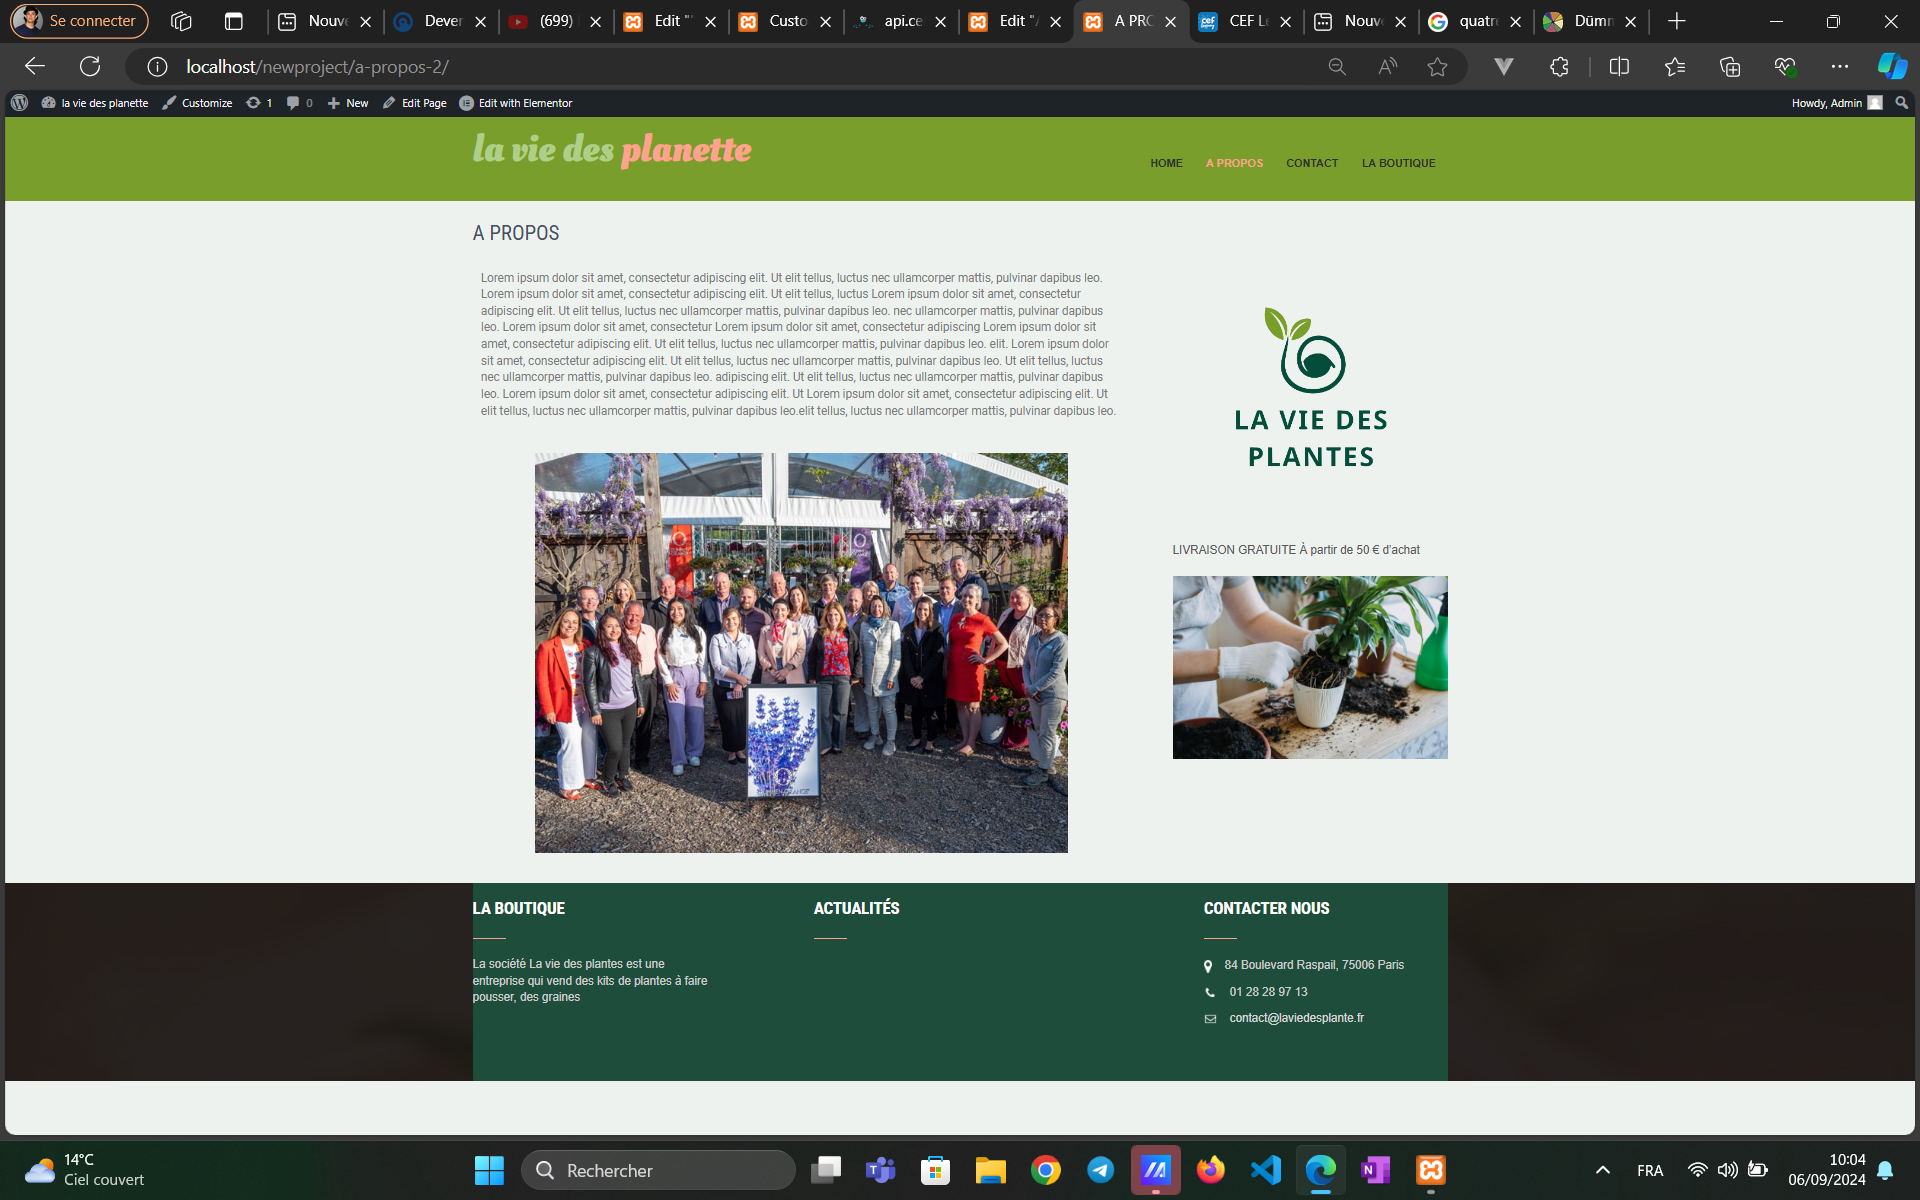 Se connecter
Nouve
Dever
(699)
Edit "
Custo
api.ce
Edit "
A PRO
CEF Le
Nouve
quatre
Dümm
localhost/newproject/a-propos-2/
la vie des planette Customize 1 0 New Edit Page Edit with Elementor Howdy, Admin
la vie des planette
HOME A PROPOS CONTACT LA BOUTIQUE
A PROPOS
Lorem ipsum dolor sit amet, consectetur adipiscing elit. Ut elit tellus, luctus nec ullamcorper mattis, pulvinar dapibus leo.
Lorem ipsum dolor sit amet, consectetur adipiscing elit. Ut elit tellus, luctus Lorem ipsum dolor sit amet, consectetur
adipiscing elit. Ut elit tellus, luctus nec ullamcorper mattis, pulvinar dapibus leo. nec ullamcorper mattis, pulvinar dapibus
leo. Lorem ipsum dolor sit amet, consectetur Lorem ipsum dolor sit amet, consectetur adipiscing Lorem ipsum dolor sit
amet, consectetur adipiscing elit. Ut elit tellus, luctus nec ullamcorper mattis, pulvinar dapibus leo. elit. Lorem ipsum dolor
sit amet, consectetur adipiscing elit. Ut elit tellus, luctus nec ullamcorper mattis, pulvinar dapibus leo. Ut elit tellus, luctus
nec ullamcorper mattis, pulvinar dapibus leo. adipiscing elit. Ut elit tellus, luctus nec ullamcorper mattis, pulvinar dapibus
leo. Lorem ipsum dolor sit amet, consectetur adipiscing elit. Ut Lorem ipsum dolor sit amet, consectetur adipiscing elit. Ut
elit tellus, luctus nec ullamcorper mattis, pulvinar dapibus leo.elit tellus, luctus nec ullamcorper mattis, pulvinar dapibus leo.
LA VIE DES
PLANTES
LIVRAISON GRATUITE À partir de 50 € d'achat
LA BOUTIQUE
La société La vie des plantes est une
entreprise qui vend des kits de plantes à faire
pousser, des graines
ACTUALITÉS
CONTACTER NOUS
84 Boulevard Raspail, 75006 Paris
01 28 28 97 13
contact@laviedesplante.fr
14°C
Ciel couvert
Rechercher
FRA
10:04
06/09/2024